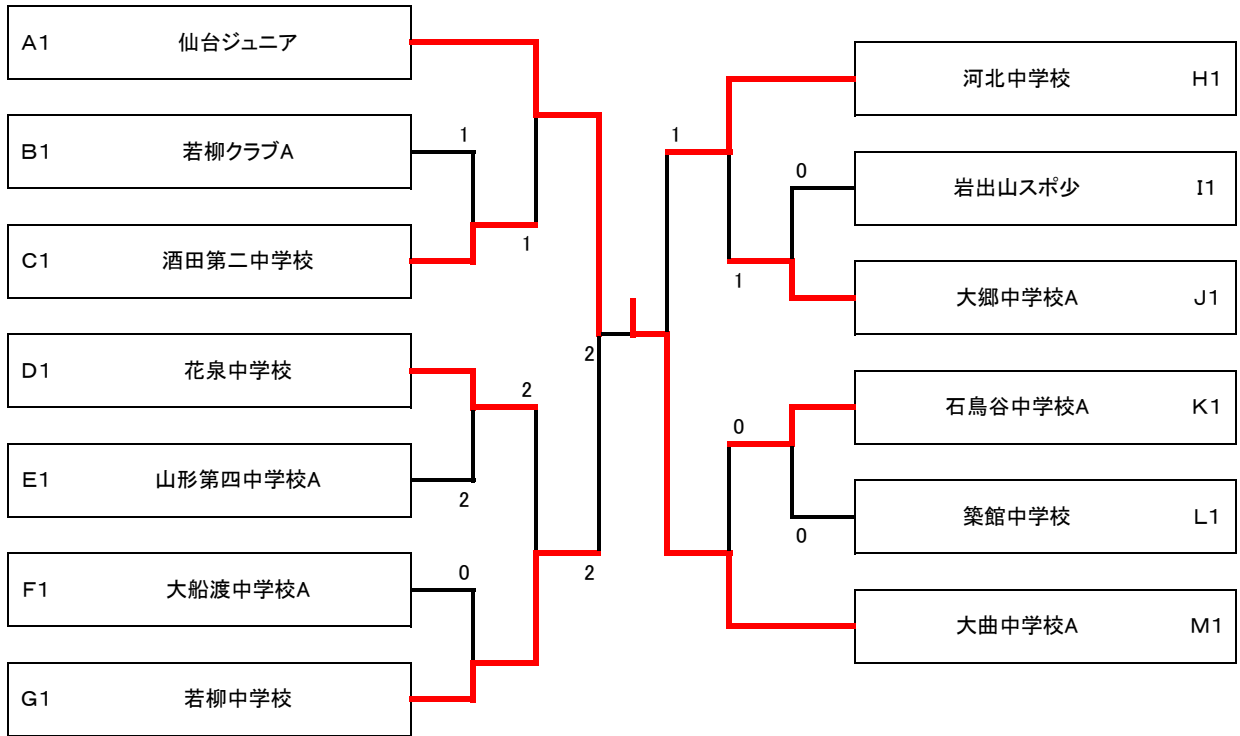 A1 仙台ジュニア
B1 若柳クラブA
1
C1 酒田第二中学校
1
D1 花泉中学校
2
E1 山形第四中学校A
2
F1 大船渡中学校A
0
2
G1 若柳中学校
2
河北中学校 H1
1
0
岩出山スポ少 I1
1
大郷中学校A J1
石鳥谷中学校A K1
0
築館中学校 L1
0
大曲中学校A M1